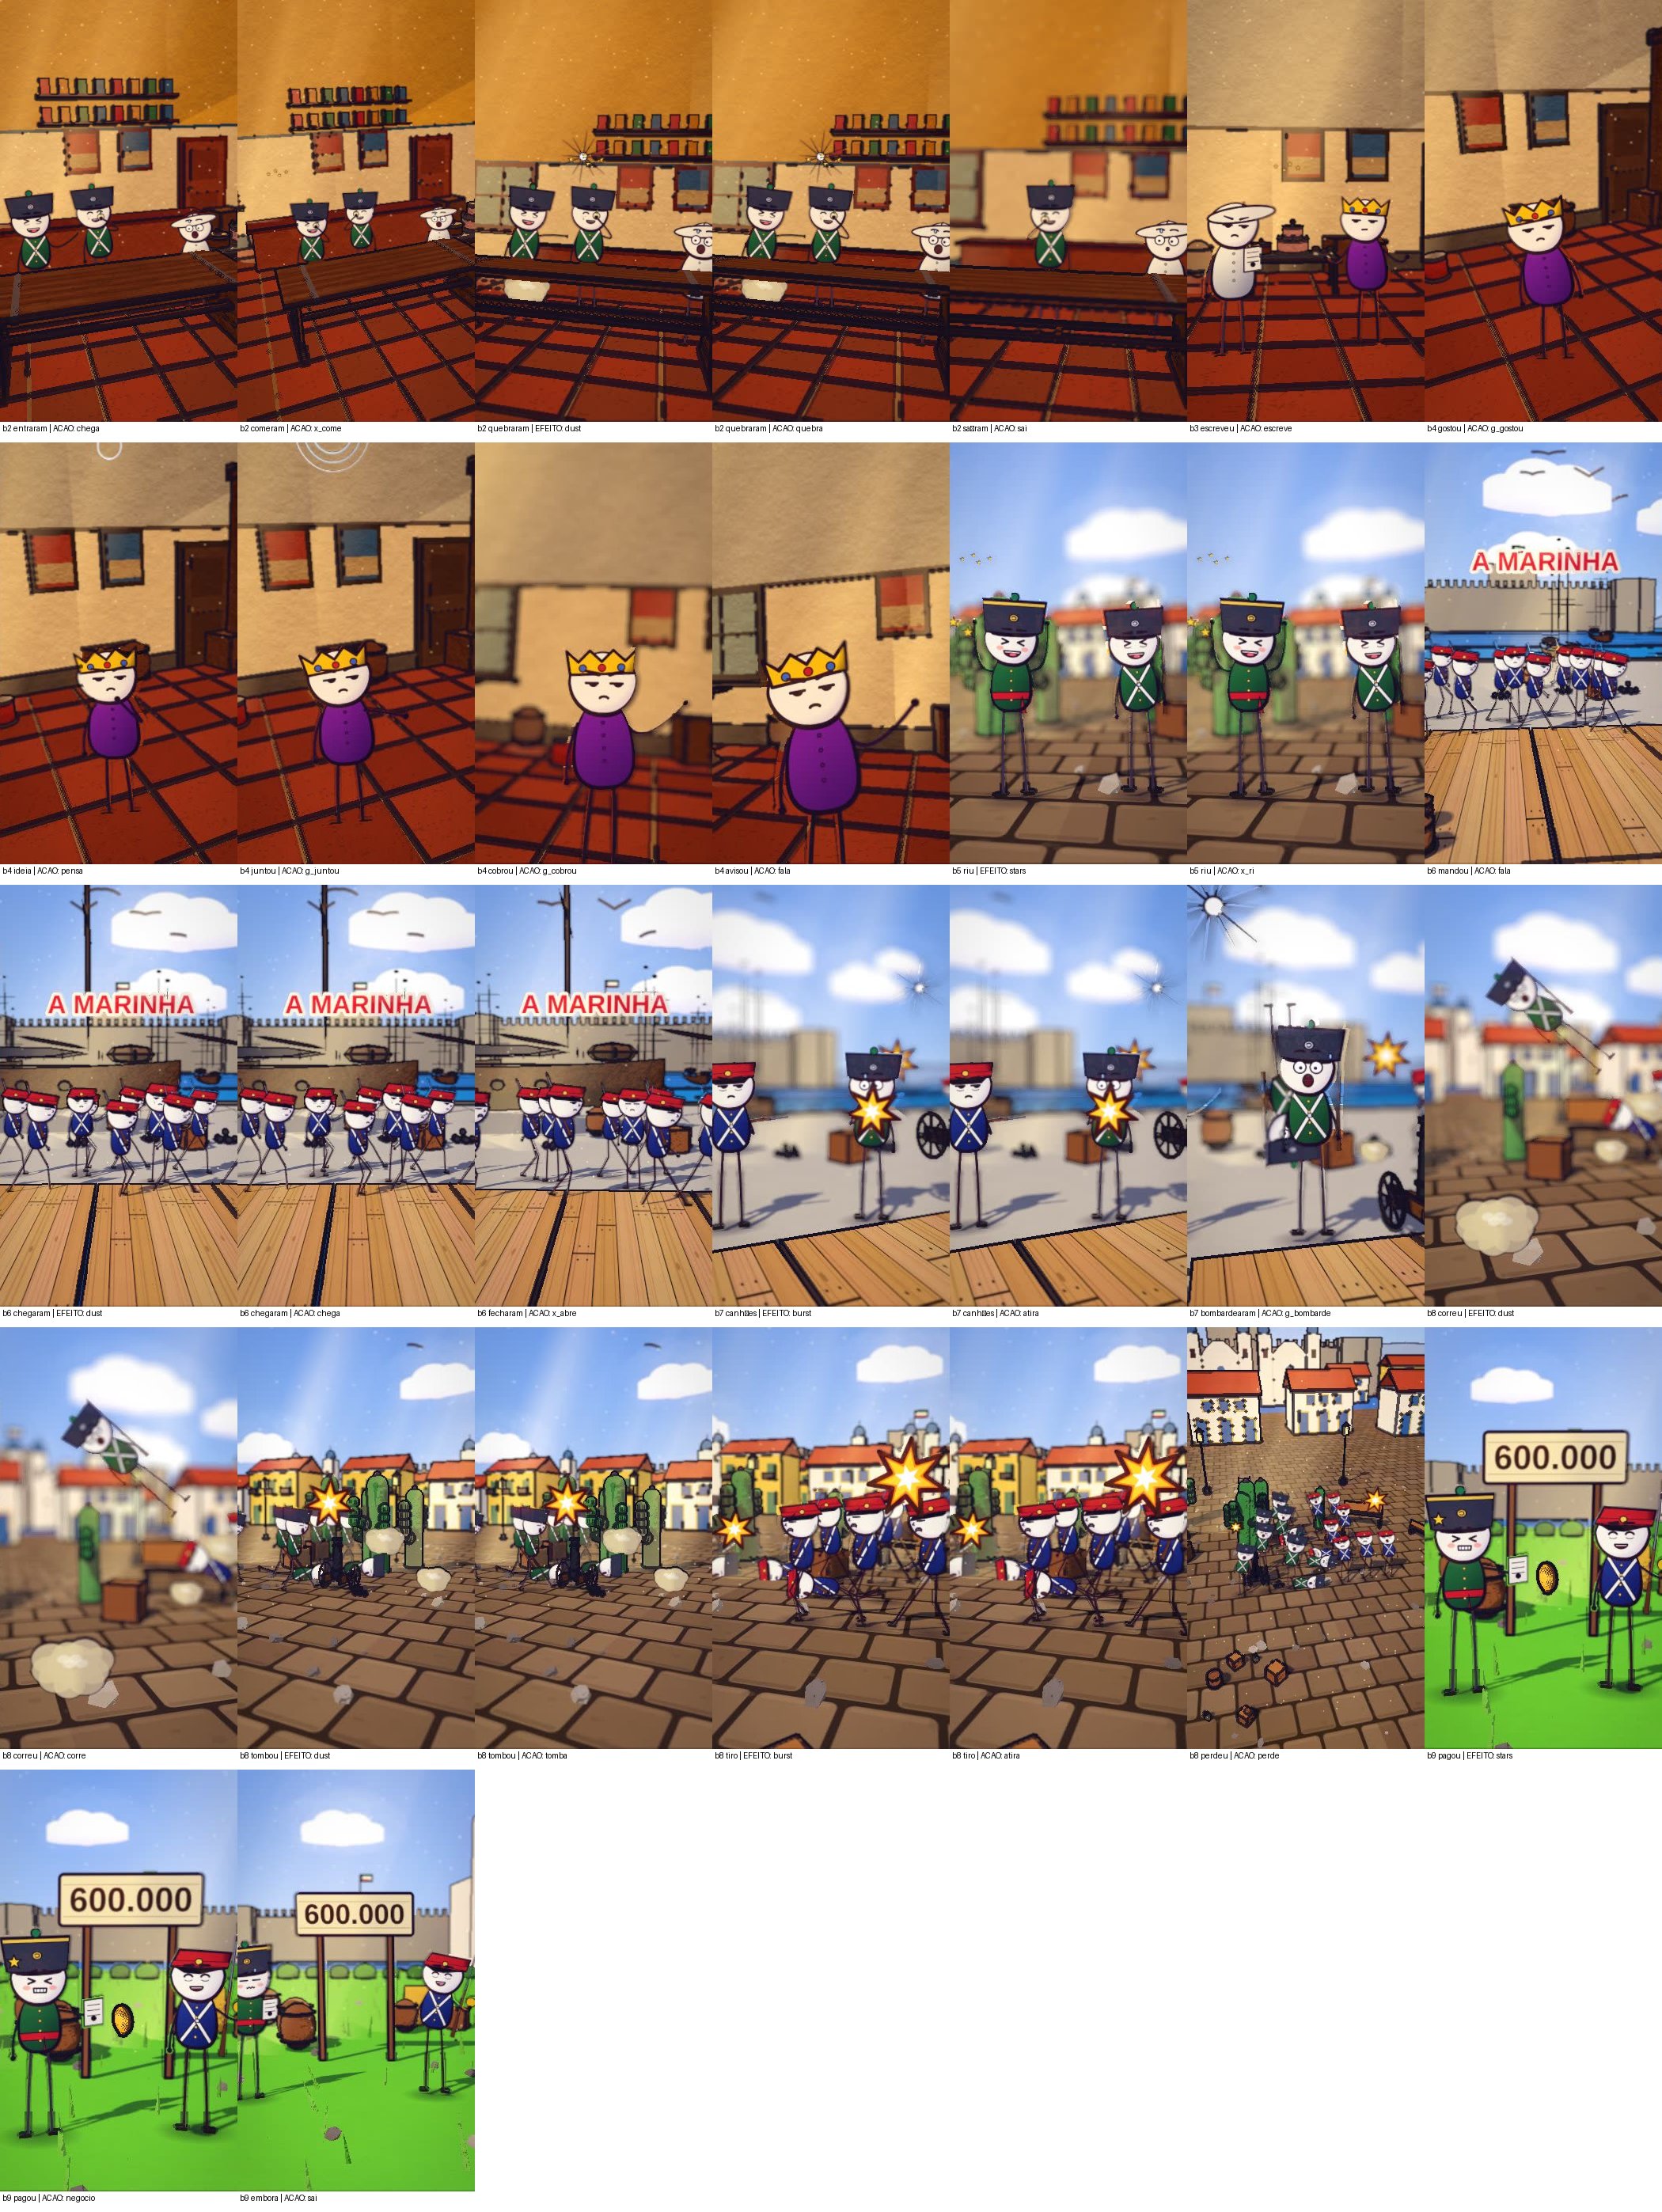 b2 entraram | ACAO: chega
b2 comeram | ACAO: x_come
b2 quebraram | EFEITO: dust
b2 quebraram | ACAO: quebra
b2 sa□ram | ACAO: sai
b3 escreveu | ACAO: escreve
b4 gostou | ACAO: g_gostou
A MARINHA
b4 ideia | ACAO: pensa
b4 juntou | ACAO: g_juntou
b4 cobrou | ACAO: g_cobrou
b4 avisou | ACAO: fala
b5 riu | EFEITO: stars
b5 riu | ACAO: x_ri
b6 mandou | ACAO: fala
A MARINHA
A MARINHA
A MARINHA
b6 chegaram | EFEITO: dust
b6 chegaram | ACAO: chega
b6 fecharam | ACAO: x_abre
b7 canh□es | EFEITO: burst
b7 canh□es | ACAO: atira
b7 bombardearam | ACAO: g_bombarde
b8 correu | EFEITO: dust
600.000
b8 correu | ACAO: corre
b8 tombou | EFEITO: dust
b8 tombou | ACAO: tomba
b8 tiro | EFEITO: burst
b8 tiro | ACAO: atira
b8 perdeu | ACAO: perde
b9 pagou | EFEITO: stars
600.000
600.000
b9 pagou | ACAO: negocio
b9 embora | ACAO: sai